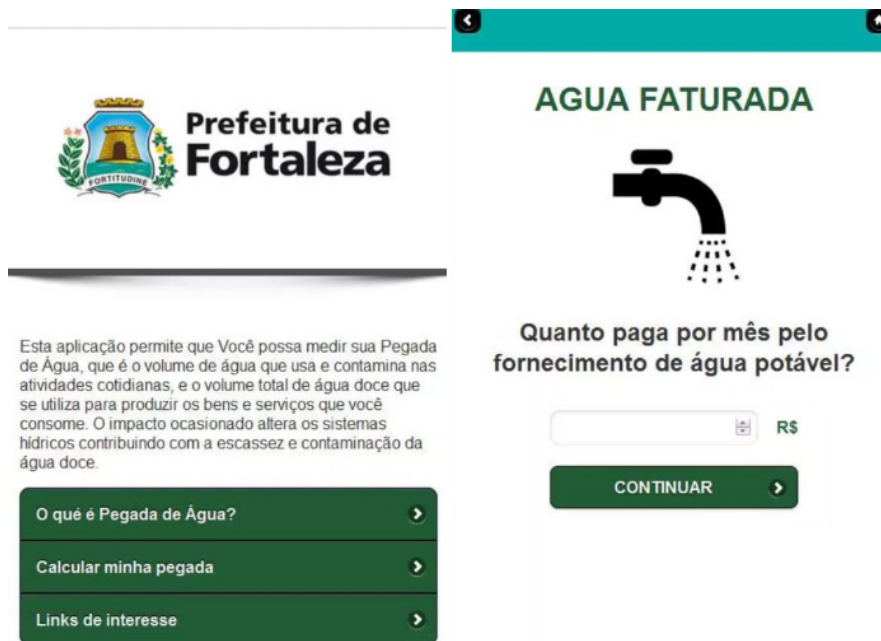 FORTITUDINE
Prefeitura de
Fortaleza
Esta aplicação permite que Você possa medir sua Pegada
de Água, que é o volume de água que usa e contamina nas
atividades cotidianas, e o volume total de água doce que
se utiliza para produzir os bens e serviços que você
consome. O impacto ocasionado altera os sistemas
hídricos contribuindo com a escassez e contaminação da
água doce.
O qué é Pegada de Água?
Calcular minha pegada
Links de interesse
AGUA FATURADA
Quanto paga por mês pelo
fornecimento de água potável?
R$
CONTINUAR